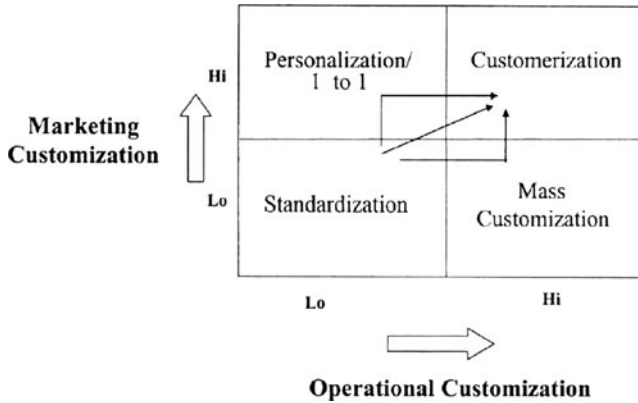 Personalization/
1 to 1
Customerization
Hi
Marketing
Customization
Lo
Standardization
Mass
Customization
Lo
Hi
Operational Customization